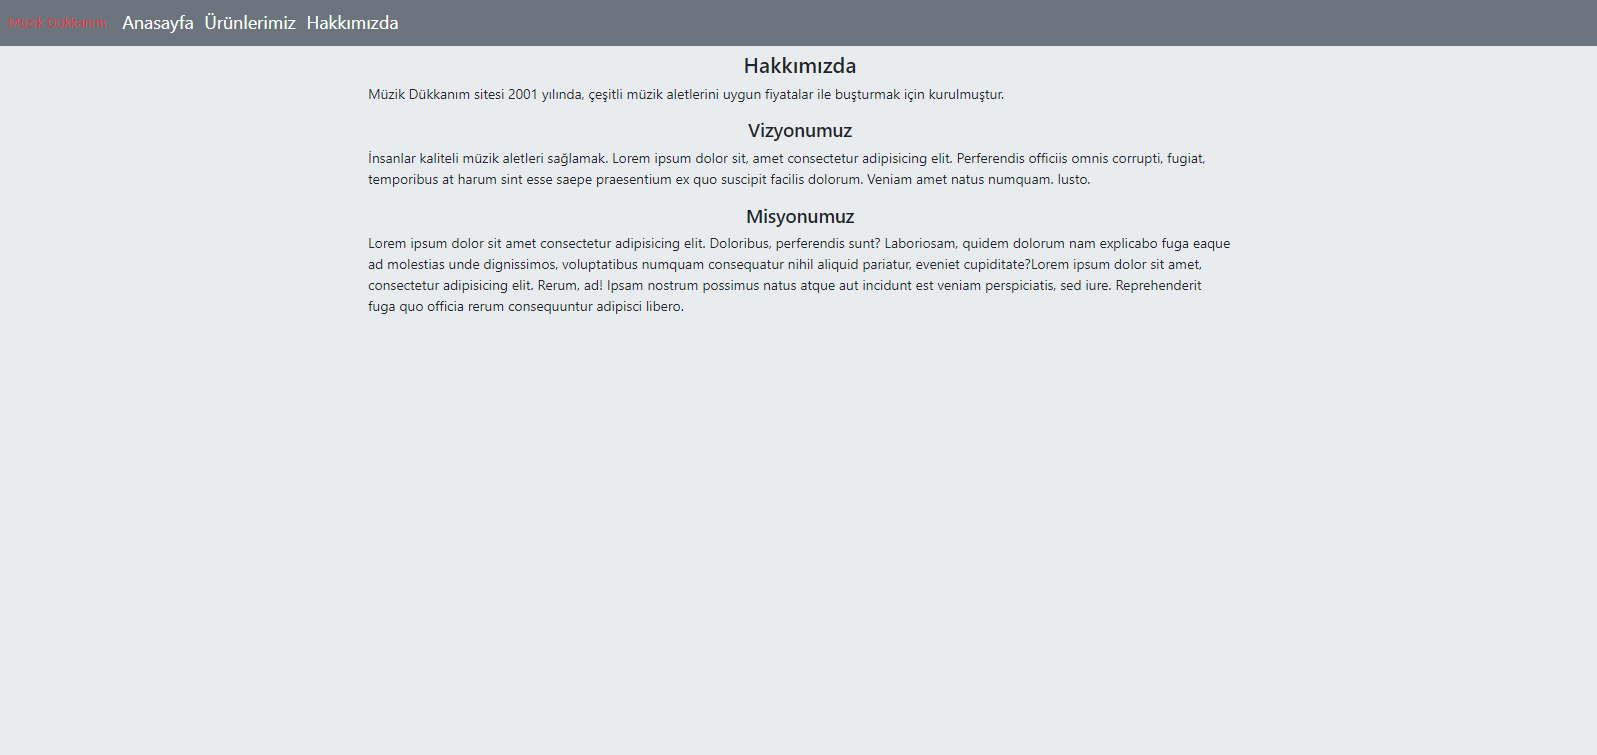 Müzik Dükkanım Anasayfa Ürünlerimiz Hakkımızda
Hakkımızda
Müzik Dükkanım sitesi 2001 yılında, çeşitli müzik aletlerini uygun fiyatalar ile buşturmak için kurulmuştur.
Vizyonumuz
İnsanlar kaliteli müzik aletleri sağlamak. Lorem ipsum dolor sit, amet consectetur adipisicing elit. Perferendis officiis omnis corrupti, fugiat,
temporibus at harum sint esse saepe praesentium ex quo suscipit facilis dolorum. Veniam amet natus numquam. Iusto.
Misyonumuz
Lorem ipsum dolor sit amet consectetur adipisicing elit. Doloribus, perferendis sunt? Laboriosam, quidem dolorum nam explicabo fuga eaque
ad molestias unde dignissimos, voluptatibus numquam consequatur nihil aliquid pariatur, eveniet cupiditate?Lorem ipsum dolor sit amet,
consectetur adipisicing elit. Rerum, ad! Ipsam nostrum possimus natus atque aut incidunt est veniam perspiciatis, sed iure. Reprehenderit
fuga quo officia rerum consequuntur adipisci libero.